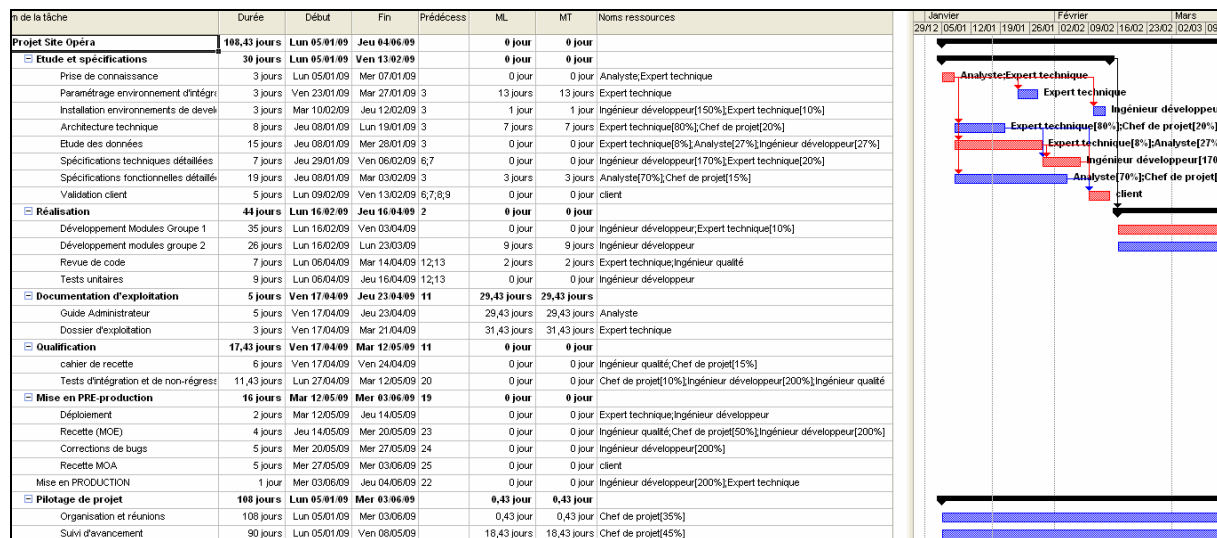 n de la tâche Durée Début Fin Prédécess ML MT Noms ressources
Janvier Février Mars
29/12 05/01 12/01 19/01 26/01 02/02 09/02 16/02 23/02 02/03 09
Projet Site Opéra 108,43 jours Lun 05/01/09 Jeu 04/06/09 0 jour 0 jour
Etude et spécifications 30 jours Lun 05/01/09 Ven 13/02/09 0 jour 0 jour
Prise de connaissance 3 jours Lun 05/01/09 Mer 07/01/09 0 jour 0 jour Analyste;Expert technique Analyste;Expert technique
Paramétrage environnement d'intégra 3 jours Ven 23/01/09 Mar 27/01/09 3 13 jours 13 jours Expert technique Expert technique
Installation environnements de devel 3 jours Mar 10/02/09 Jeu 12/02/09 3 1 jour 1 jour Ingénieur développeur[150%];Expert technique[10%] Ingénieur développeu
Architecture technique 8 jours Jeu 08/01/09 Lun 19/01/09 3 7 jours 7 jours Expert technique[80%];Chef de projet[20%] Expert technique[80%];Chef de projet[20%]
Etude des données 15 jours Jeu 08/01/09 Mer 28/01/09 3 0 jour 0 jour Expert technique[8%];Analyste[27%];Ingénieur développeur[27%] Expert technique[8%];Analyste[27%
Spécifications techniques détaillées 7 jours Jeu 29/01/09 Ven 06/02/09 6;7 0 jour 0 jour Ingénieur développeur[170%];Expert technique[20%] Ingénieur développeur[170
Spécifications fonctionnelles détaillé 19 jours Jeu 08/01/09 Mar 03/02/09 3 3 jours 3 jours Analyste[70%];Chef de projet[15%] Analyste[70%];Chef de projet[
Validation client 5 jours Lun 09/02/09 Ven 13/02/09 6;7;8;9 0 jour 0 jour client client
Réalisation 44 jours Lun 16/02/09 Jeu 16/04/09 2 0 jour 0 jour
Développement Modules Groupe 1 35 jours Lun 16/02/09 Ven 03/04/09 0 jour 0 jour Ingénieur développeur;Expert technique[10%]
Développement modules groupe 2 26 jours Lun 16/02/09 Lun 23/03/09 9 jours 9 jours Ingénieur développeur
Revue de code 7 jours Lun 06/04/09 Mar 14/04/09 12;13 2 jours 2 jours Expert technique;Ingénieur qualité
Tests unitaires 9 jours Lun 06/04/09 Jeu 16/04/09 12;13 0 jour 0 jour Ingénieur développeur
Documentation d'exploitation 5 jours Ven 17/04/09 Jeu 23/04/09 11 29,43 jours 29,43 jours
Guide Administrateur 5 jours Ven 17/04/09 Jeu 23/04/09 29,43 jours 29,43 jours Analyste
Dossier d'exploitation 3 jours Ven 17/04/09 Mar 21/04/09 31,43 jours 31,43 jours Expert technique
Qualification 17,43 jours Ven 17/04/09 Mar 12/05/09 11 0 jour 0 jour
cahier de recette 6 jours Ven 17/04/09 Ven 24/04/09 0 jour 0 jour Ingénieur qualité;Chef de projet[15%]
Tests d'intégration et de non-régress 11,43 jours Lun 27/04/09 Mar 12/05/09 20 0 jour 0 jour Chef de projet[10%];Ingénieur développeur[200%];Ingénieur qualité
Mise en PRE-production 16 jours Mar 12/05/09 Mer 03/06/09 19 0 jour 0 jour
Déploiement 2 jours Mar 12/05/09 Jeu 14/05/09 0 jour 0 jour Expert technique;Ingénieur développeur
Recette (MOE) 4 jours Jeu 14/05/09 Mer 20/05/09 23 0 jour 0 jour Ingénieur qualité;Chef de projet[50%];Ingénieur développeur[200%]
Corrections de bugs 5 jours Mer 20/05/09 Mer 27/05/09 24 0 jour 0 jour Ingénieur développeur[200%]
Recette MOA 5 jours Mer 27/05/09 Mer 03/06/09 25 0 jour 0 jour client
Mise en PRODUCTION 1 jour Mer 03/06/09 Jeu 04/06/09 22 0 jour 0 jour Ingénieur développeur[200%];Expert technique
Pilotage de projet 108 jours Lun 05/01/09 Mer 03/06/09 0,43 jour 0,43 jour
Organisation et réunions 108 jours Lun 05/01/09 Mer 03/06/09 0,43 jour 0,43 jour Chef de projet[35%]
Suivi d'avancement 90 jours Lun 05/01/09 Ven 08/05/09 18,43 jours 18,43 jours Chef de projet[45%]